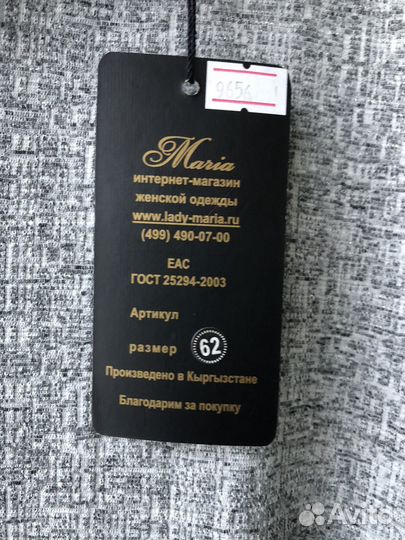 9656
Maria
интернет-магазин
женской одежды
www.lady-maria.ru
(499) 490-07-00
ЕАС
ГОСТ 25294-2003
Артикул
размер 62
Произведено в Кыргызстане
Благодарим за покупку
Avito